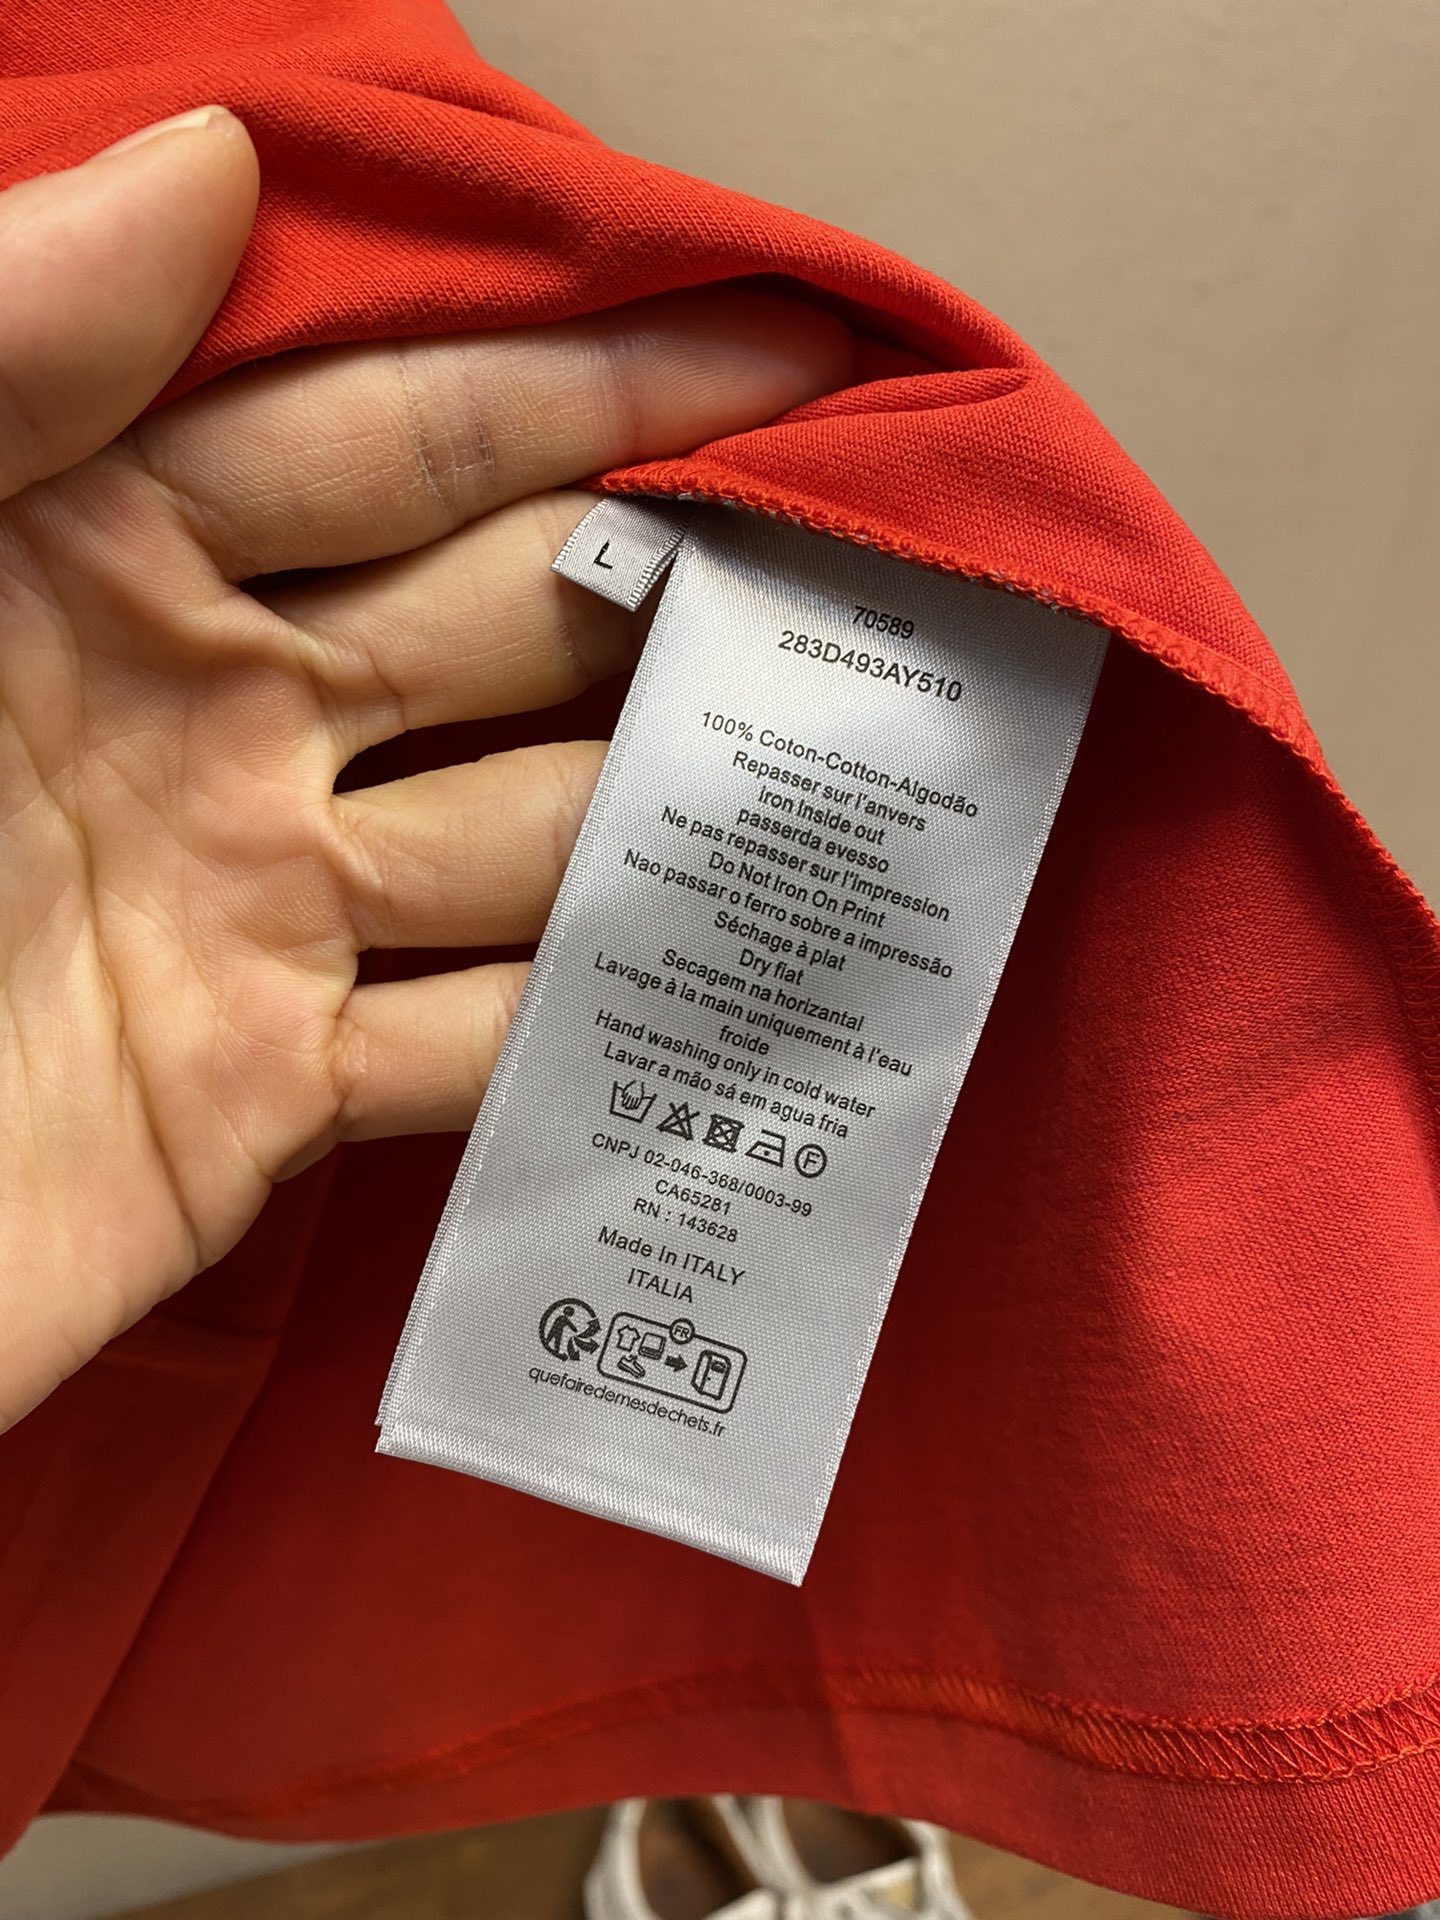 L
70589
283D493AY510
100% Coton-Cotton-Algodão
Repasser sur l'anvers
Iron Inside out
passerda evesso
Ne pas repasser sur l'impression
Do Not Iron On Print
Nao passar o ferro sobre a impressão
Séchage à plat
Dry flat
Secagem na horizontal
Lavage à la main uniquement à l'eau
froide
Hand washing only in cold water
Lavar a mão sá em agua fria
F
CNPJ 02-046-368/0003-99
CA65281
RN : 143628
Made In ITALY
ITALIA
FR
quefairedemesdechets.fr